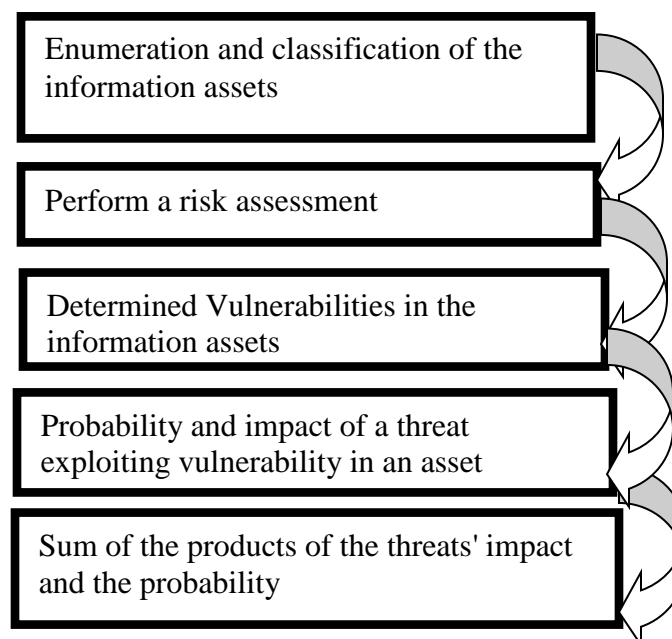 Enumeration and classification of the
information assets
Perform a risk assessment
Determined Vulnerabilities in the
information assets
Probability and impact of a threat
exploiting vulnerability in an asset
Sum of the products of the threats' impact
and the probability